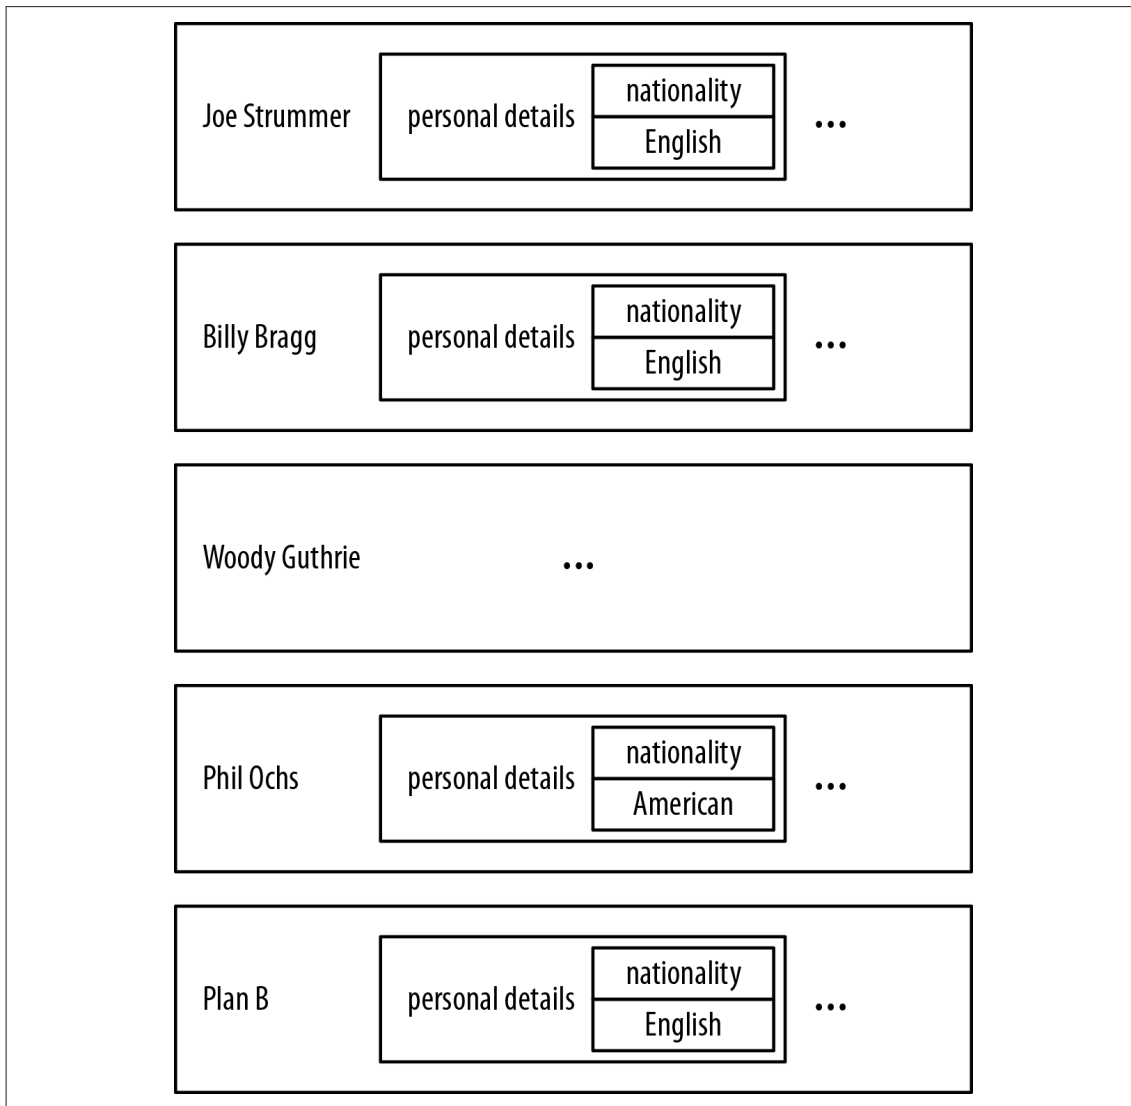 Joe Strummer
personal details
nationality
English
...
Billy Bragg
personal details
nationality
English
...
Woody Guthrie
...
Phil Ochs
personal details
nationality
American
...
Plan B
personal details
nationality
English
...